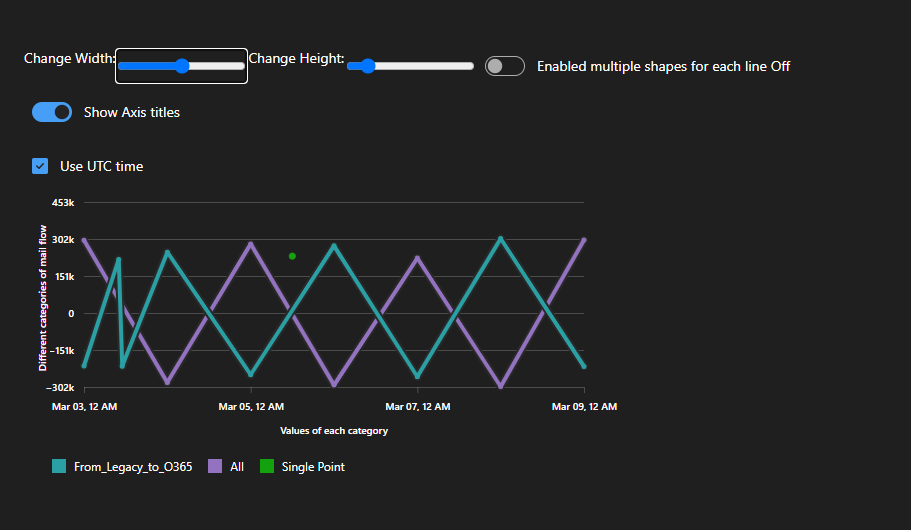 Change Width: Change Height: Enabled multiple shapes for each line Off
Show Axis titles
Use UTC time
453k
302k
151k
0
−151k
−302k
Different categories of mail flow
Mar 03, 12 AM Mar 05, 12 AM Mar 07, 12 AM Mar 09, 12 AM
Values of each category
From_Legacy_to_O365 All Single Point